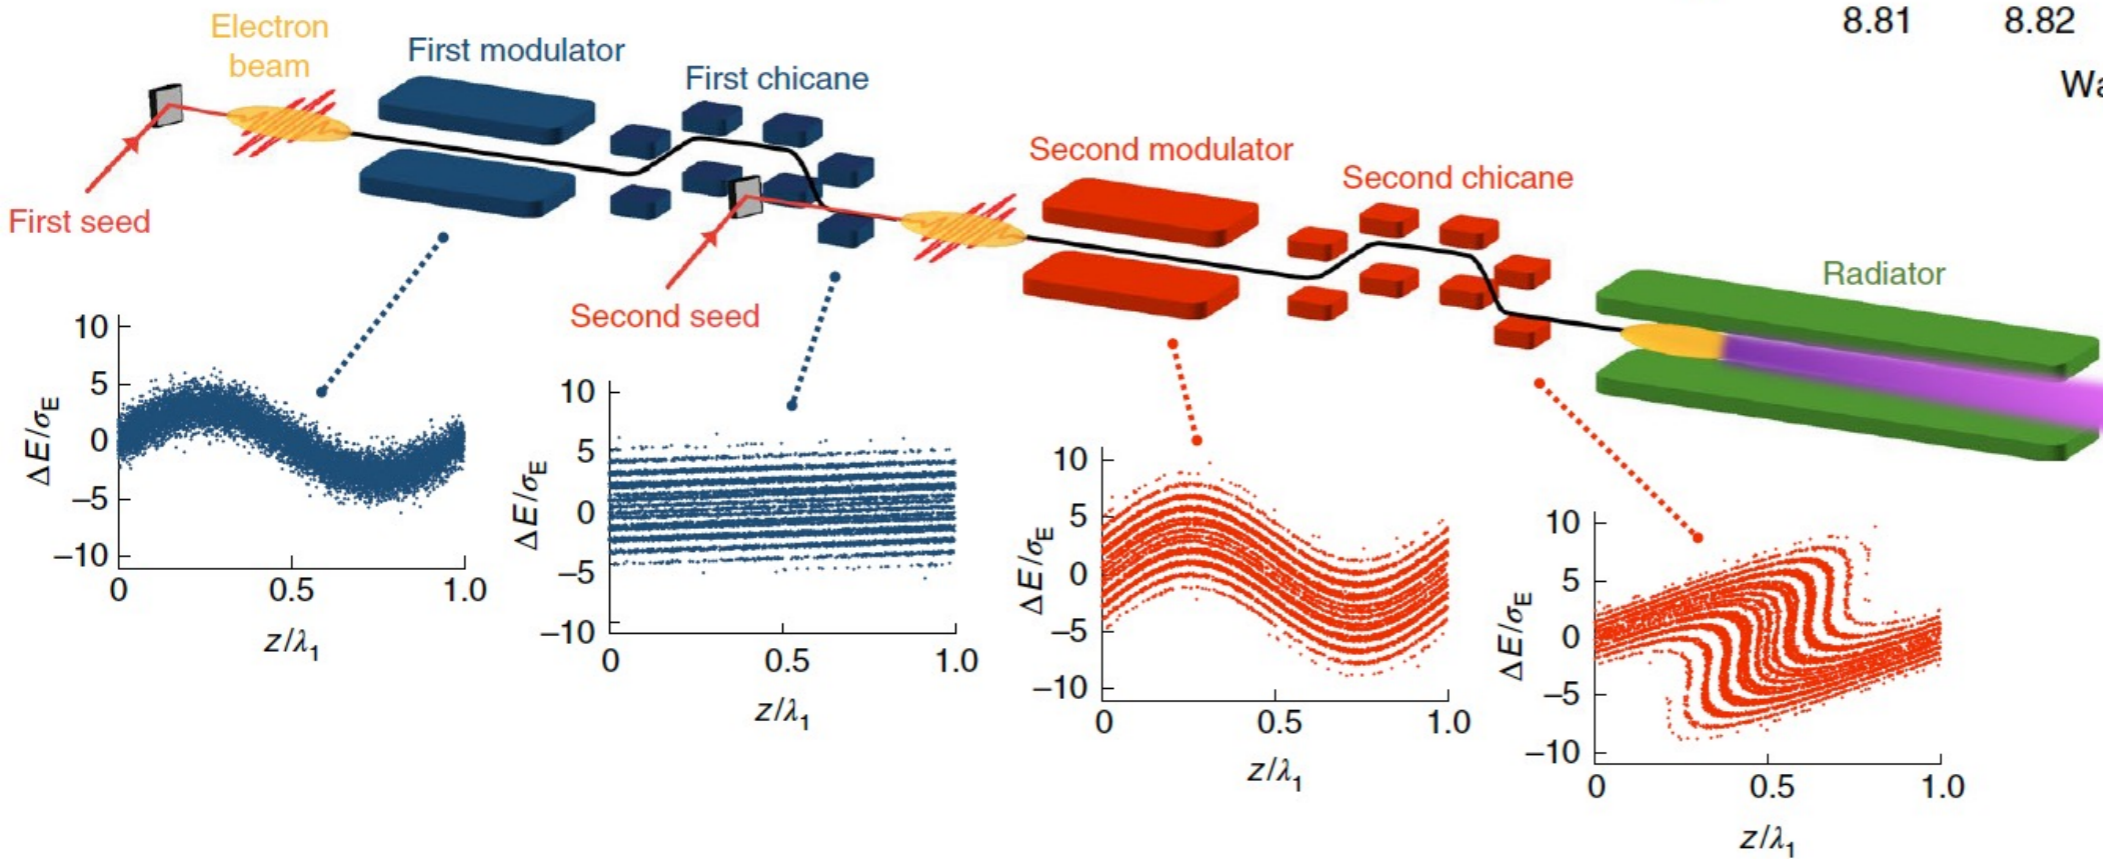 8.81 8.82
Wa
Electron
beam
First modulator
First chicane
First seed
Second seed
Second modulator
Second chicane
Radiator
10
5
0
−5
−10
ΔE/σE
0 0.5 1.0
z/λ1
10
5
0
−5
−10
ΔE/σE
0 0.5 1.0
z/λ1
10
5
0
−5
−10
ΔE/σE
0 0.5 1.0
z/λ1
10
5
0
−5
−10
ΔE/σE
0 0.5 1.0
z/λ1